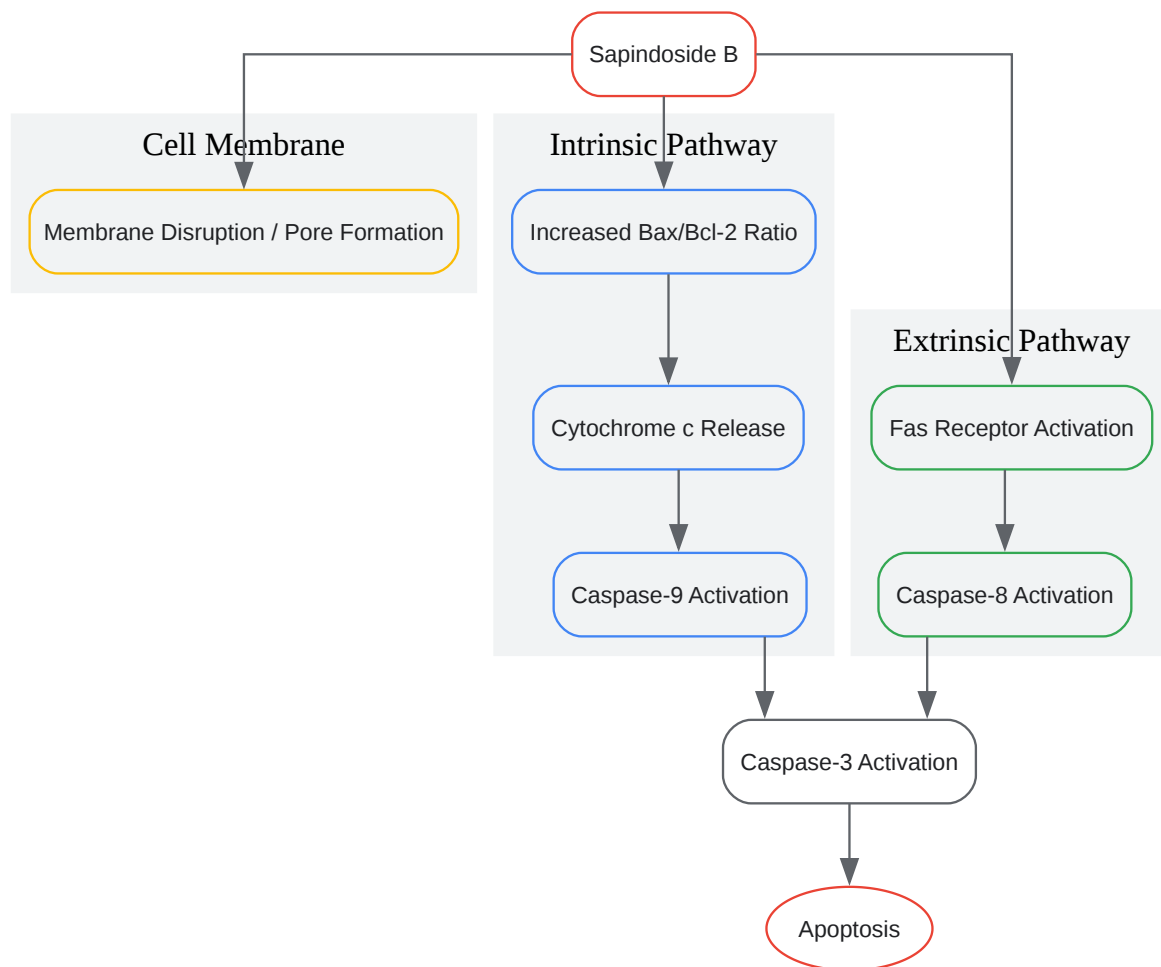 Sapindoside B
Cell Membrane
Intrinsic Pathway
Membrane Disruption / Pore Formation
Increased Bax/Bcl-2 Ratio
Extrinsic Pathway
Cytochrome c Release
Fas Receptor Activation
Caspase-9 Activation
Caspase-8 Activation
Caspase-3 Activation
Apoptosis